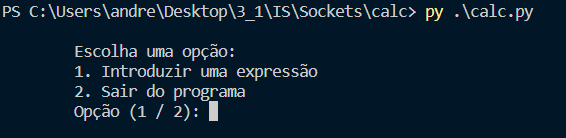 PS C:\Users\andre\Desktop\3_1\IS\Sockets\calc> py .\calc.py
Escolha uma opção:
1. Introduzir uma expressão
2. Sair do programa
Opção (1 / 2):